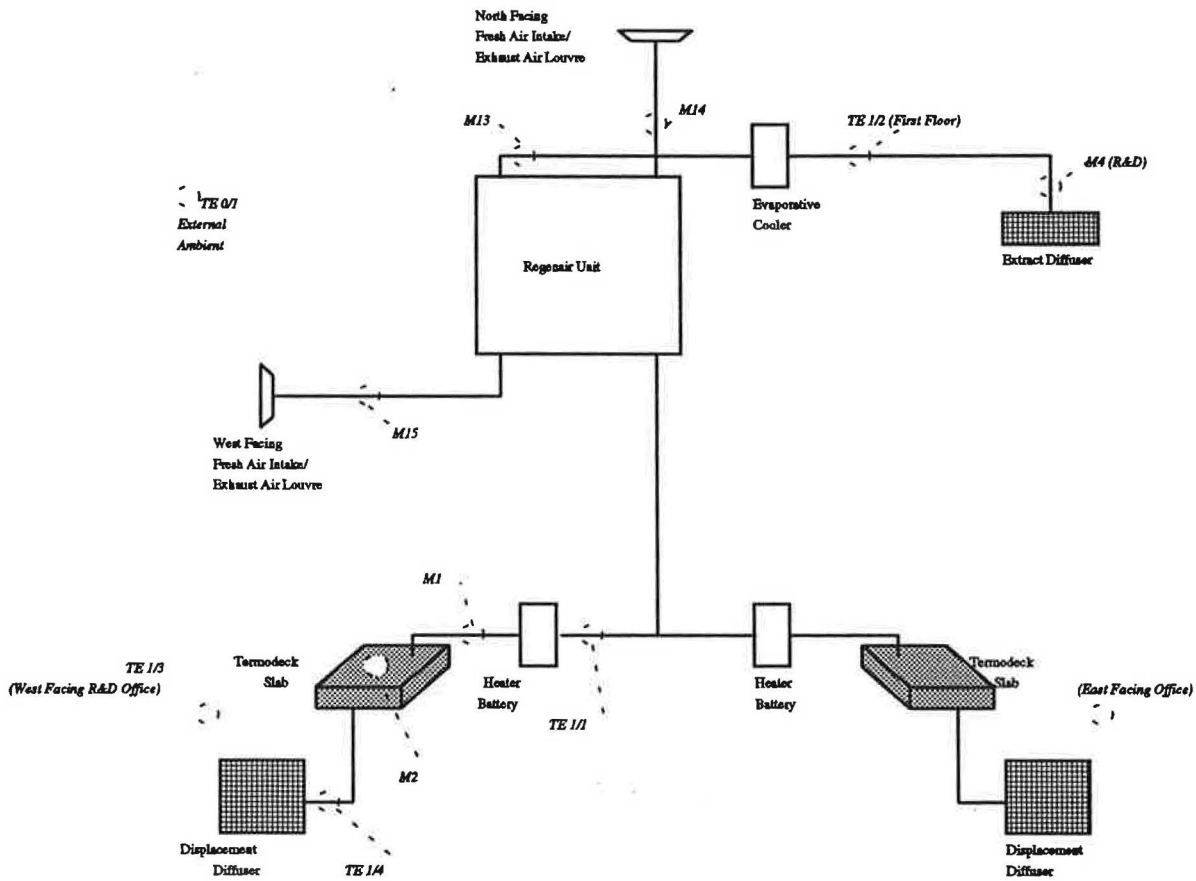 North Facing
Fresh Air Intake/
Exhaust Air Louvre
M13
M14
TE 1/2 (First Floor)
M4 (R&D)
TE 0/1
External
Ambient
Evaporative
Cooler
Regenair Unit
Extract Diffuser
M15
West Facing
Fresh Air Intake/
Exhaust Air Louvre
M1
TE 1/3
(West Facing R&D Office)
Termodeck
Slab
Heater
Battery
TE 1/1
Heater
Battery
Termodeck
Slab
(East Facing Office)
M2
Displacement
Diffuser
TE 1/4
Displacement
Diffuser